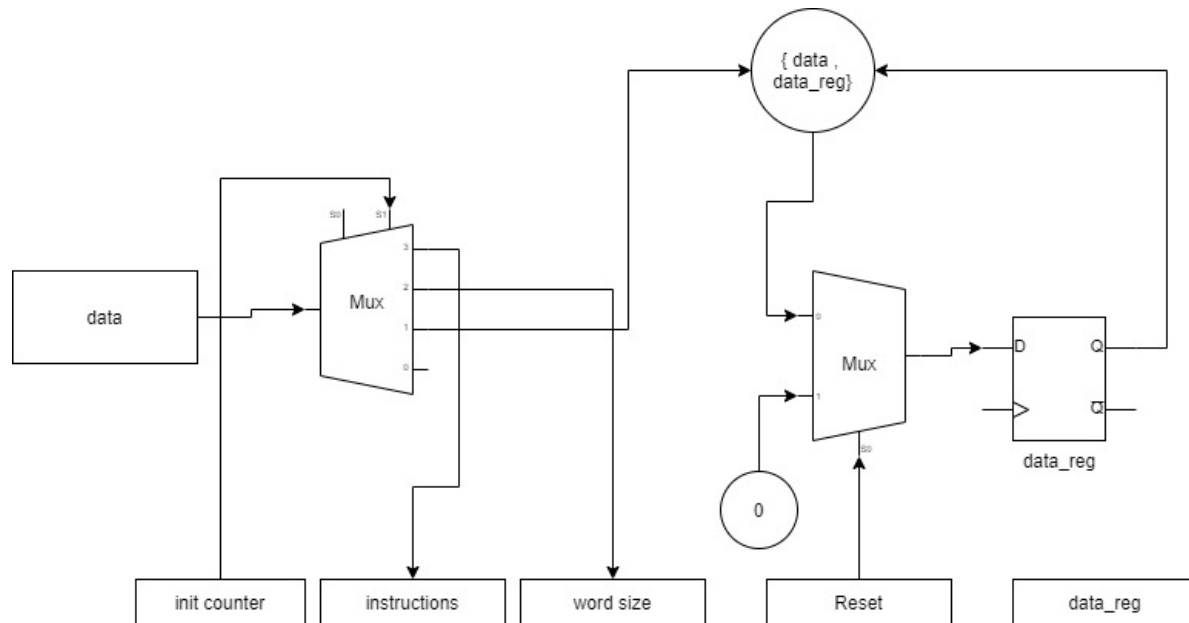 { data ,
data_reg}
S0
S1
3
Mux
2
data
1
0
0
Mux
D
Q
1
Q
S0
data_reg
0
init counter
instructions
word size
Reset
data_reg